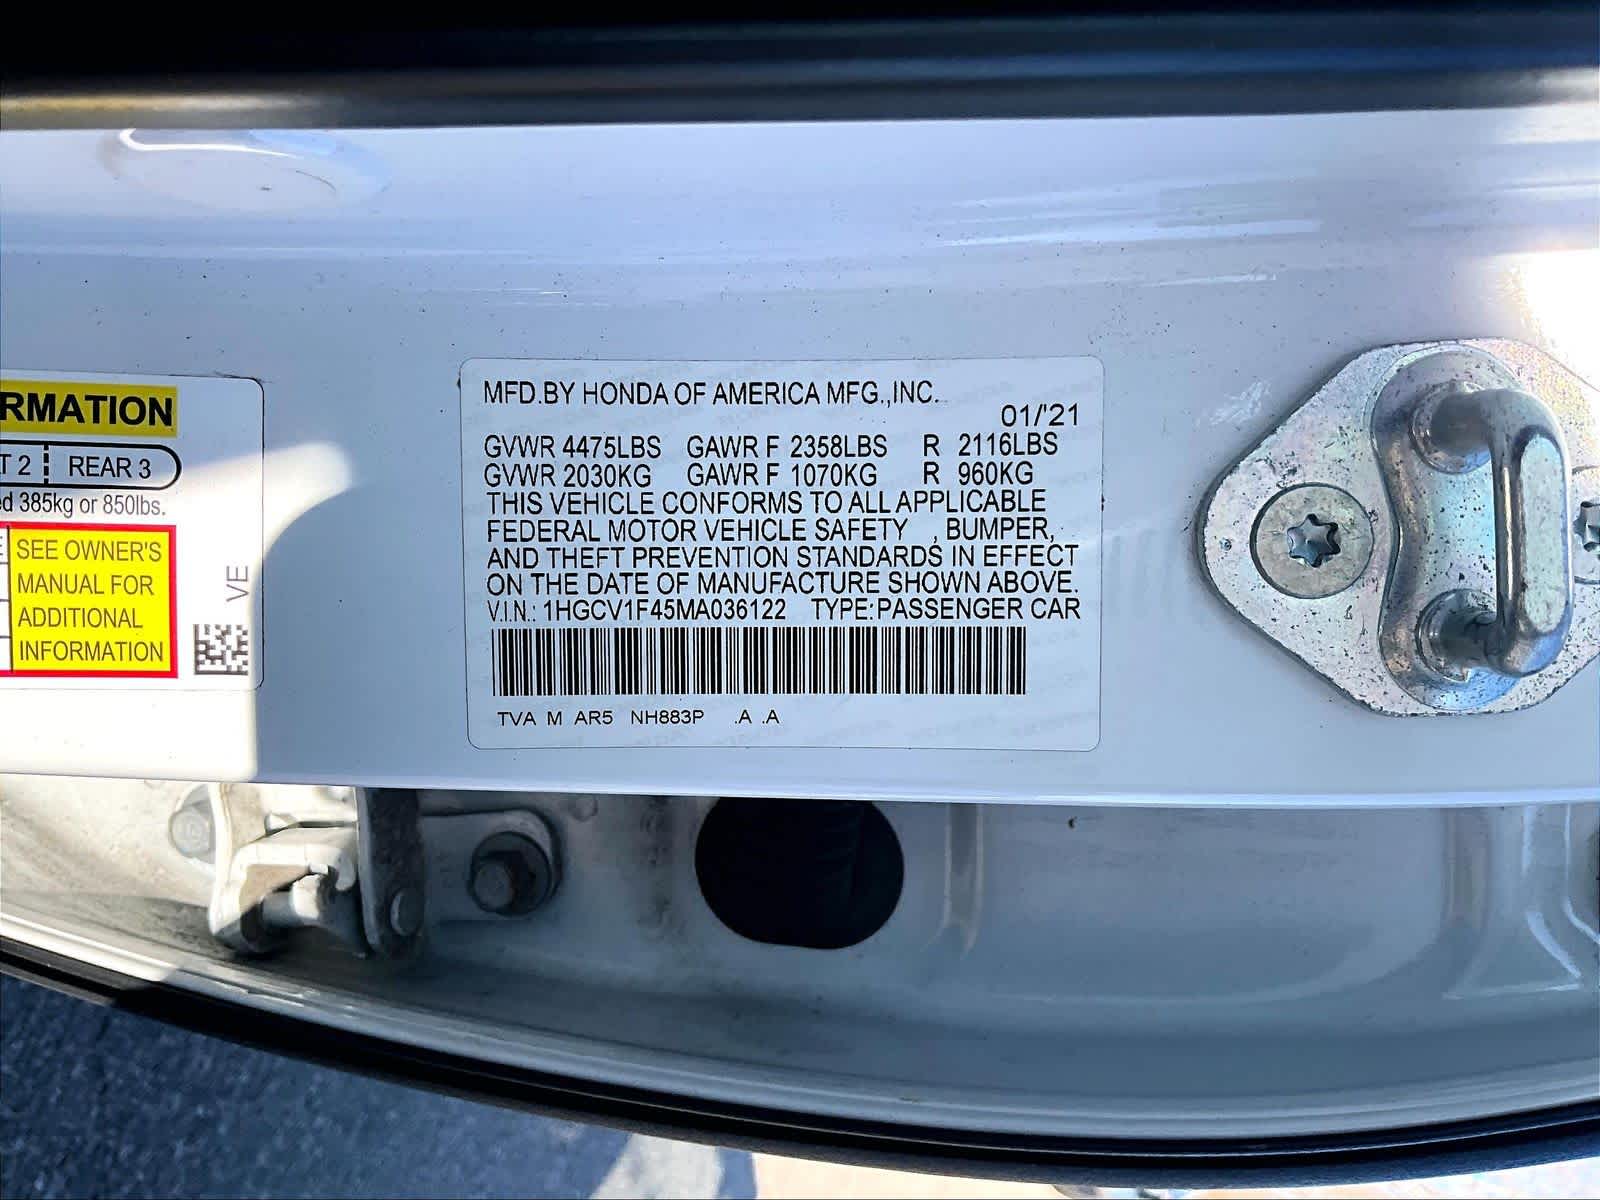 RMATION
T 2 REAR 3
ed 385kg or 850lbs.
E
SEE OWNER'S
MANUAL FOR
ADDITIONAL
INFORMATION
VE
MFD.BY HONDA OF AMERICA MFG.,INC.
01/'21
GVWR 4475LBS GAWR F 2358LBS R 2116LBS
GVWR 2030KG GAWR F 1070KG R 960KG
THIS VEHICLE CONFORMS TO ALL APPLICABLE
FEDERAL MOTOR VEHICLE SAFETY , BUMPER,
AND THEFT PREVENTION STANDARDS IN EFFECT
ON THE DATE OF MANUFACTURE SHOWN ABOVE.
V.I.N.: 1HGCV1F45MA036122 TYPE:PASSENGER CAR
TVA M AR5 NH883P .A .A